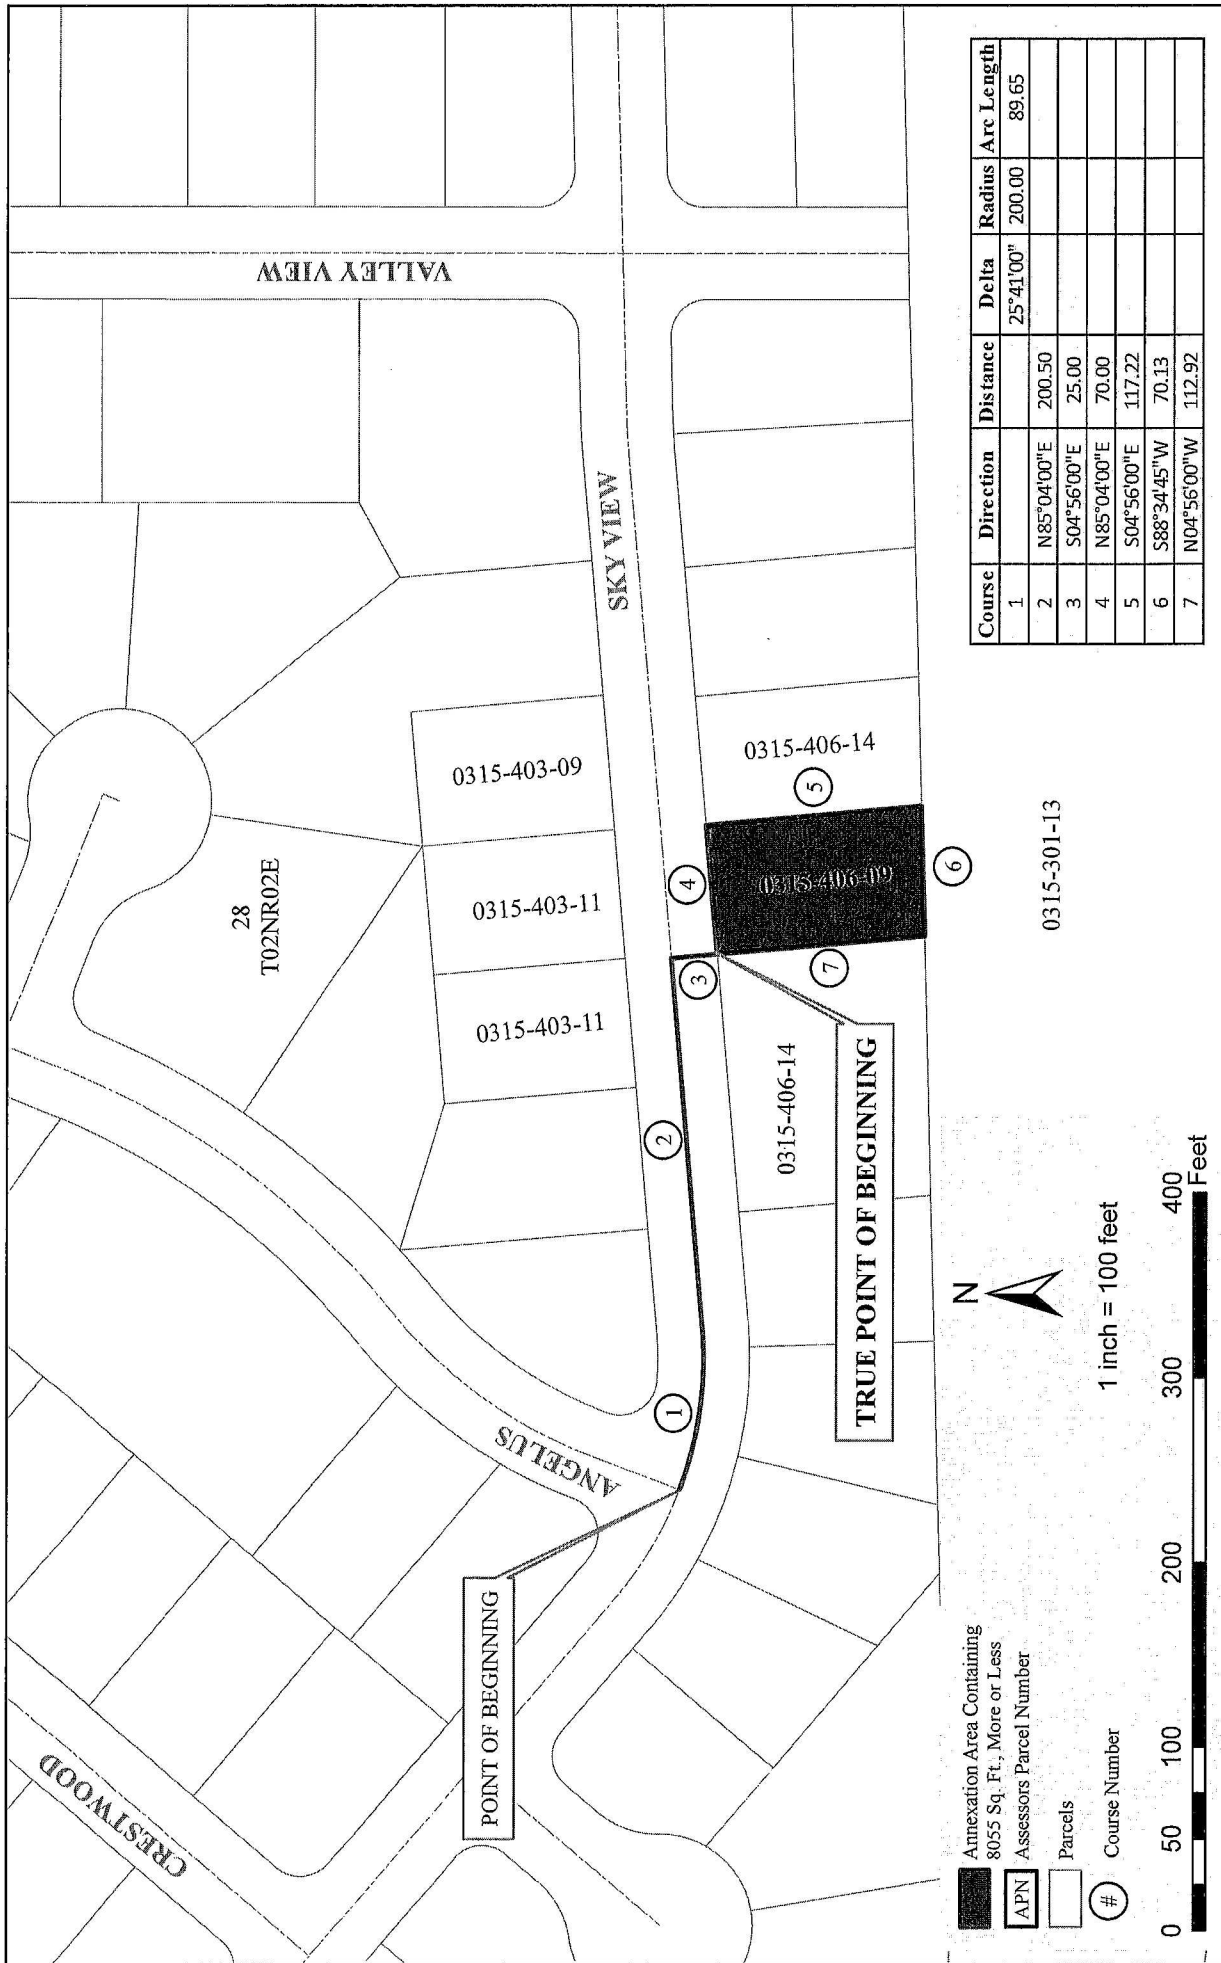 VALLEY VIEW
SKY VIEW
ANGELUS
CRESTWOOD
28
T02NR02E
0315-403-09
0315-403-11
0315-403-11
0315-406-14
0315-406-09
0315-406-14
0315-301-13
1
2
3
4
5
6
7
POINT OF BEGINNING
TRUE POINT OF BEGINNING
Course Direction Distance Delta Radius Arc Length
1 25°41'00" 200.00 89.65
2 N85°04'00"E 200.50
3 S04°56'00"E 25.00
4 N85°04'00"E 70.00
5 S04°56'00"E 117.22
6 S88°34'45"W 70.13
7 N04°56'00"W 112.92
Annexation Area Containing
8055 Sq. Ft., More or Less
APN Assessors Parcel Number
Parcels
# Course Number
N
1 inch = 100 feet
0 50 100 200 300 400
Feet